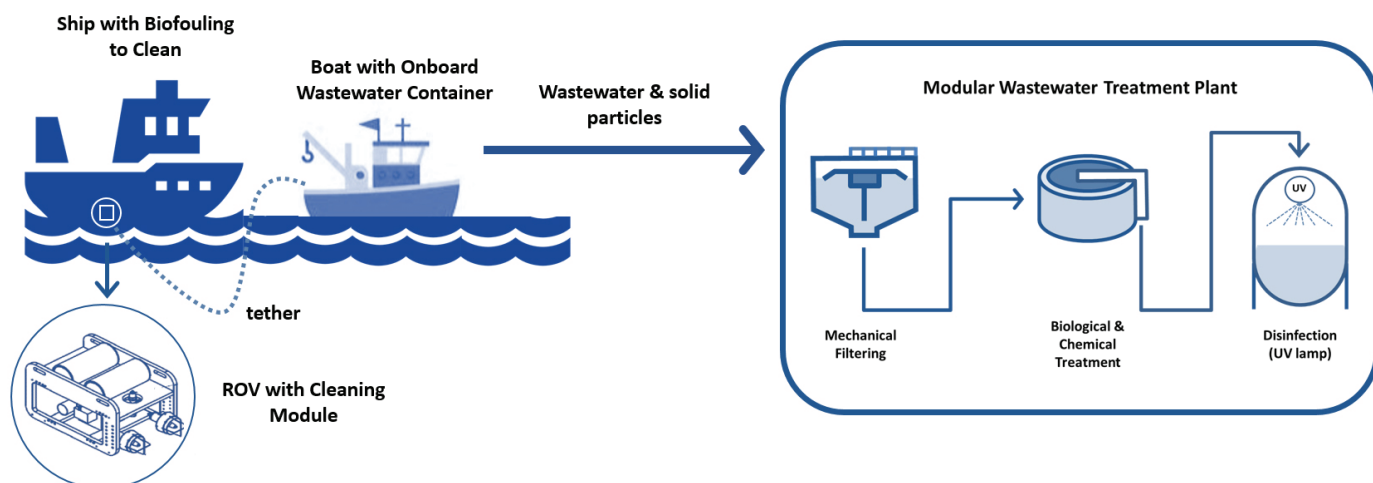 Ship with Biofouling
to Clean
Boat with Onboard
Wastewater Container
Wastewater & solid
particles
tether
ROV with Cleaning
Module
Modular Wastewater Treatment Plant
UV
Mechanical
Filtering
Biological &
Chemical
Treatment
Disinfection
(UV lamp)